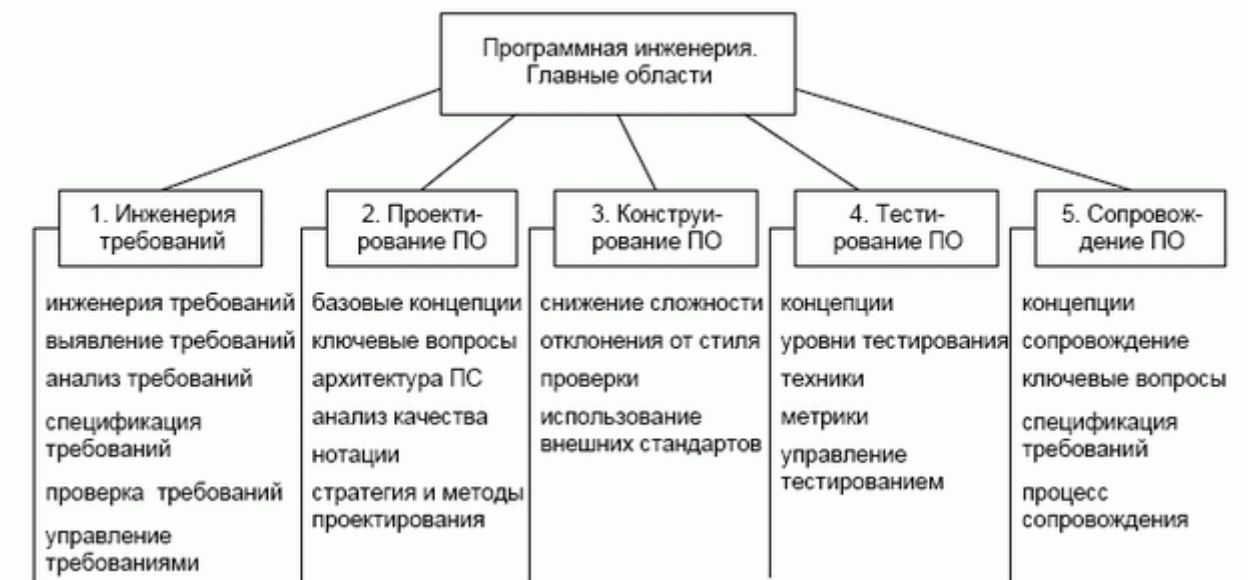 Программная инженерия.
Главные области
1. Инженерия
требований
инженерия требований
выявление требований
анализ требований
спецификация
требований
проверка требований
управление
требованиями
2. Проекти-
рование ПО
базовые концепции
ключевые вопросы
архитектура ПС
анализ качества
нотации
стратегия и методы
проектирования
3. Конструи-
рование ПО
снижение сложности
отклонения от стиля
проверки
использование
внешних стандартов
4. Тести-
рование ПО
концепции
уровни тестирования
техники
метрики
управление
тестированием
5. Сопровож-
дение ПО
концепции
сопровождение
ключевые вопросы
спецификация
требований
процесс
сопровождения